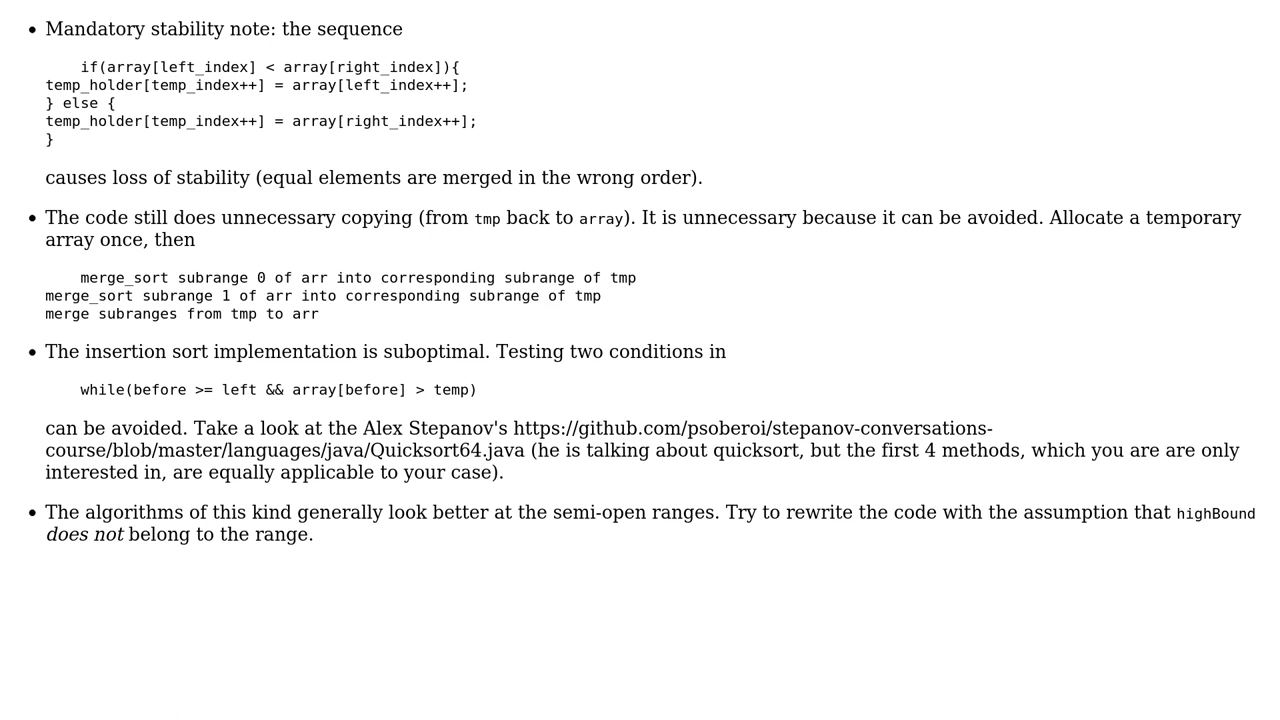 Mandatory stability note: the sequence
if(array[left_index] < array[right_index]){
temp_holder[temp_index++] = array[left_index++];
} else {
temp_holder[temp_index++] = array[right_index++];
}
causes loss of stability (equal elements are merged in the wrong order).
The code still does unnecessary copying (from tmp back to array). It is unnecessary because it can be avoided. Allocate a temporary
array once, then
merge_sort subrange 0 of arr into corresponding subrange of tmp
merge_sort subrange 1 of arr into corresponding subrange of tmp
merge subranges from tmp to arr
The insertion sort implementation is suboptimal. Testing two conditions in
while(before >= left && array[before] > temp)
can be avoided. Take a look at the Alex Stepanov's https://github.com/psoberoi/stepanov-conversations-
course/blob/master/languages/java/Quicksort64.java (he is talking about quicksort, but the first 4 methods, which you are are only
interested in, are equally applicable to your case).
The algorithms of this kind generally look better at the semi-open ranges. Try to rewrite the code with the assumption that highBound
does not belong to the range.